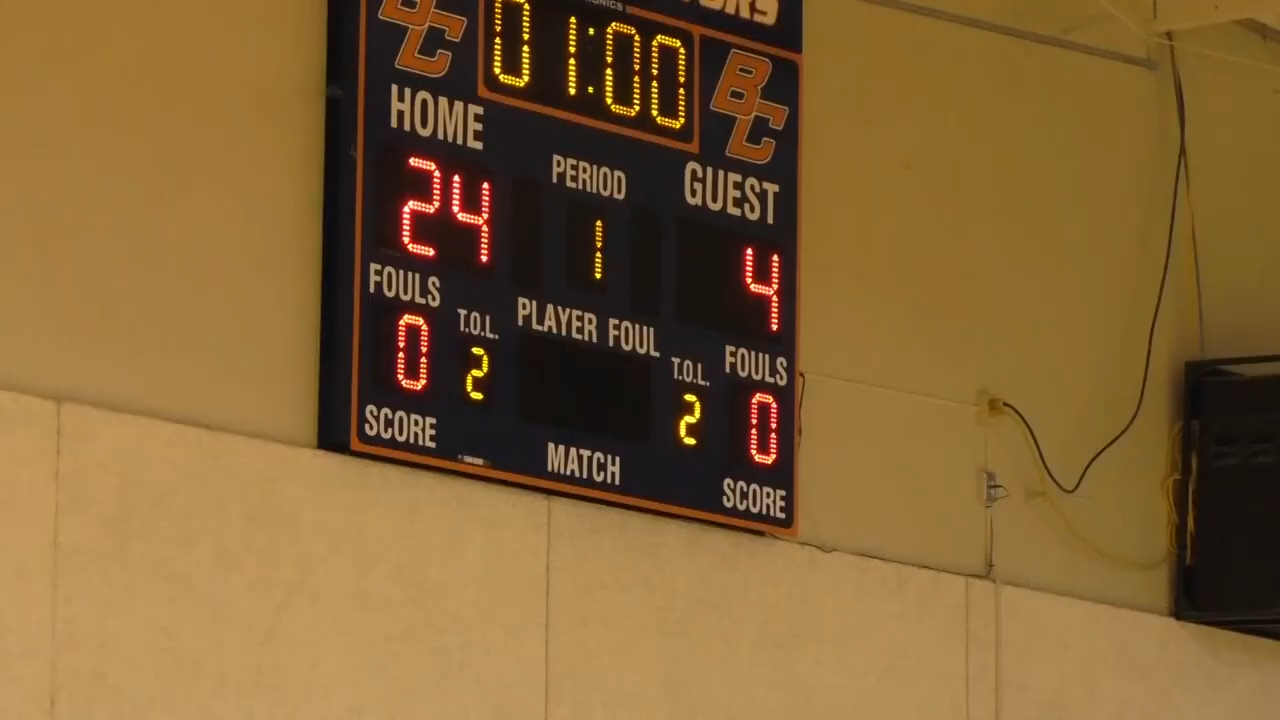 BC
01:00
BC
HOME
PERIOD
GUEST
24
1
4
FOULS
T.O.L.
PLAYER FOUL
T.O.L.
FOULS
0
2
2
0
SCORE
MATCH
SCORE